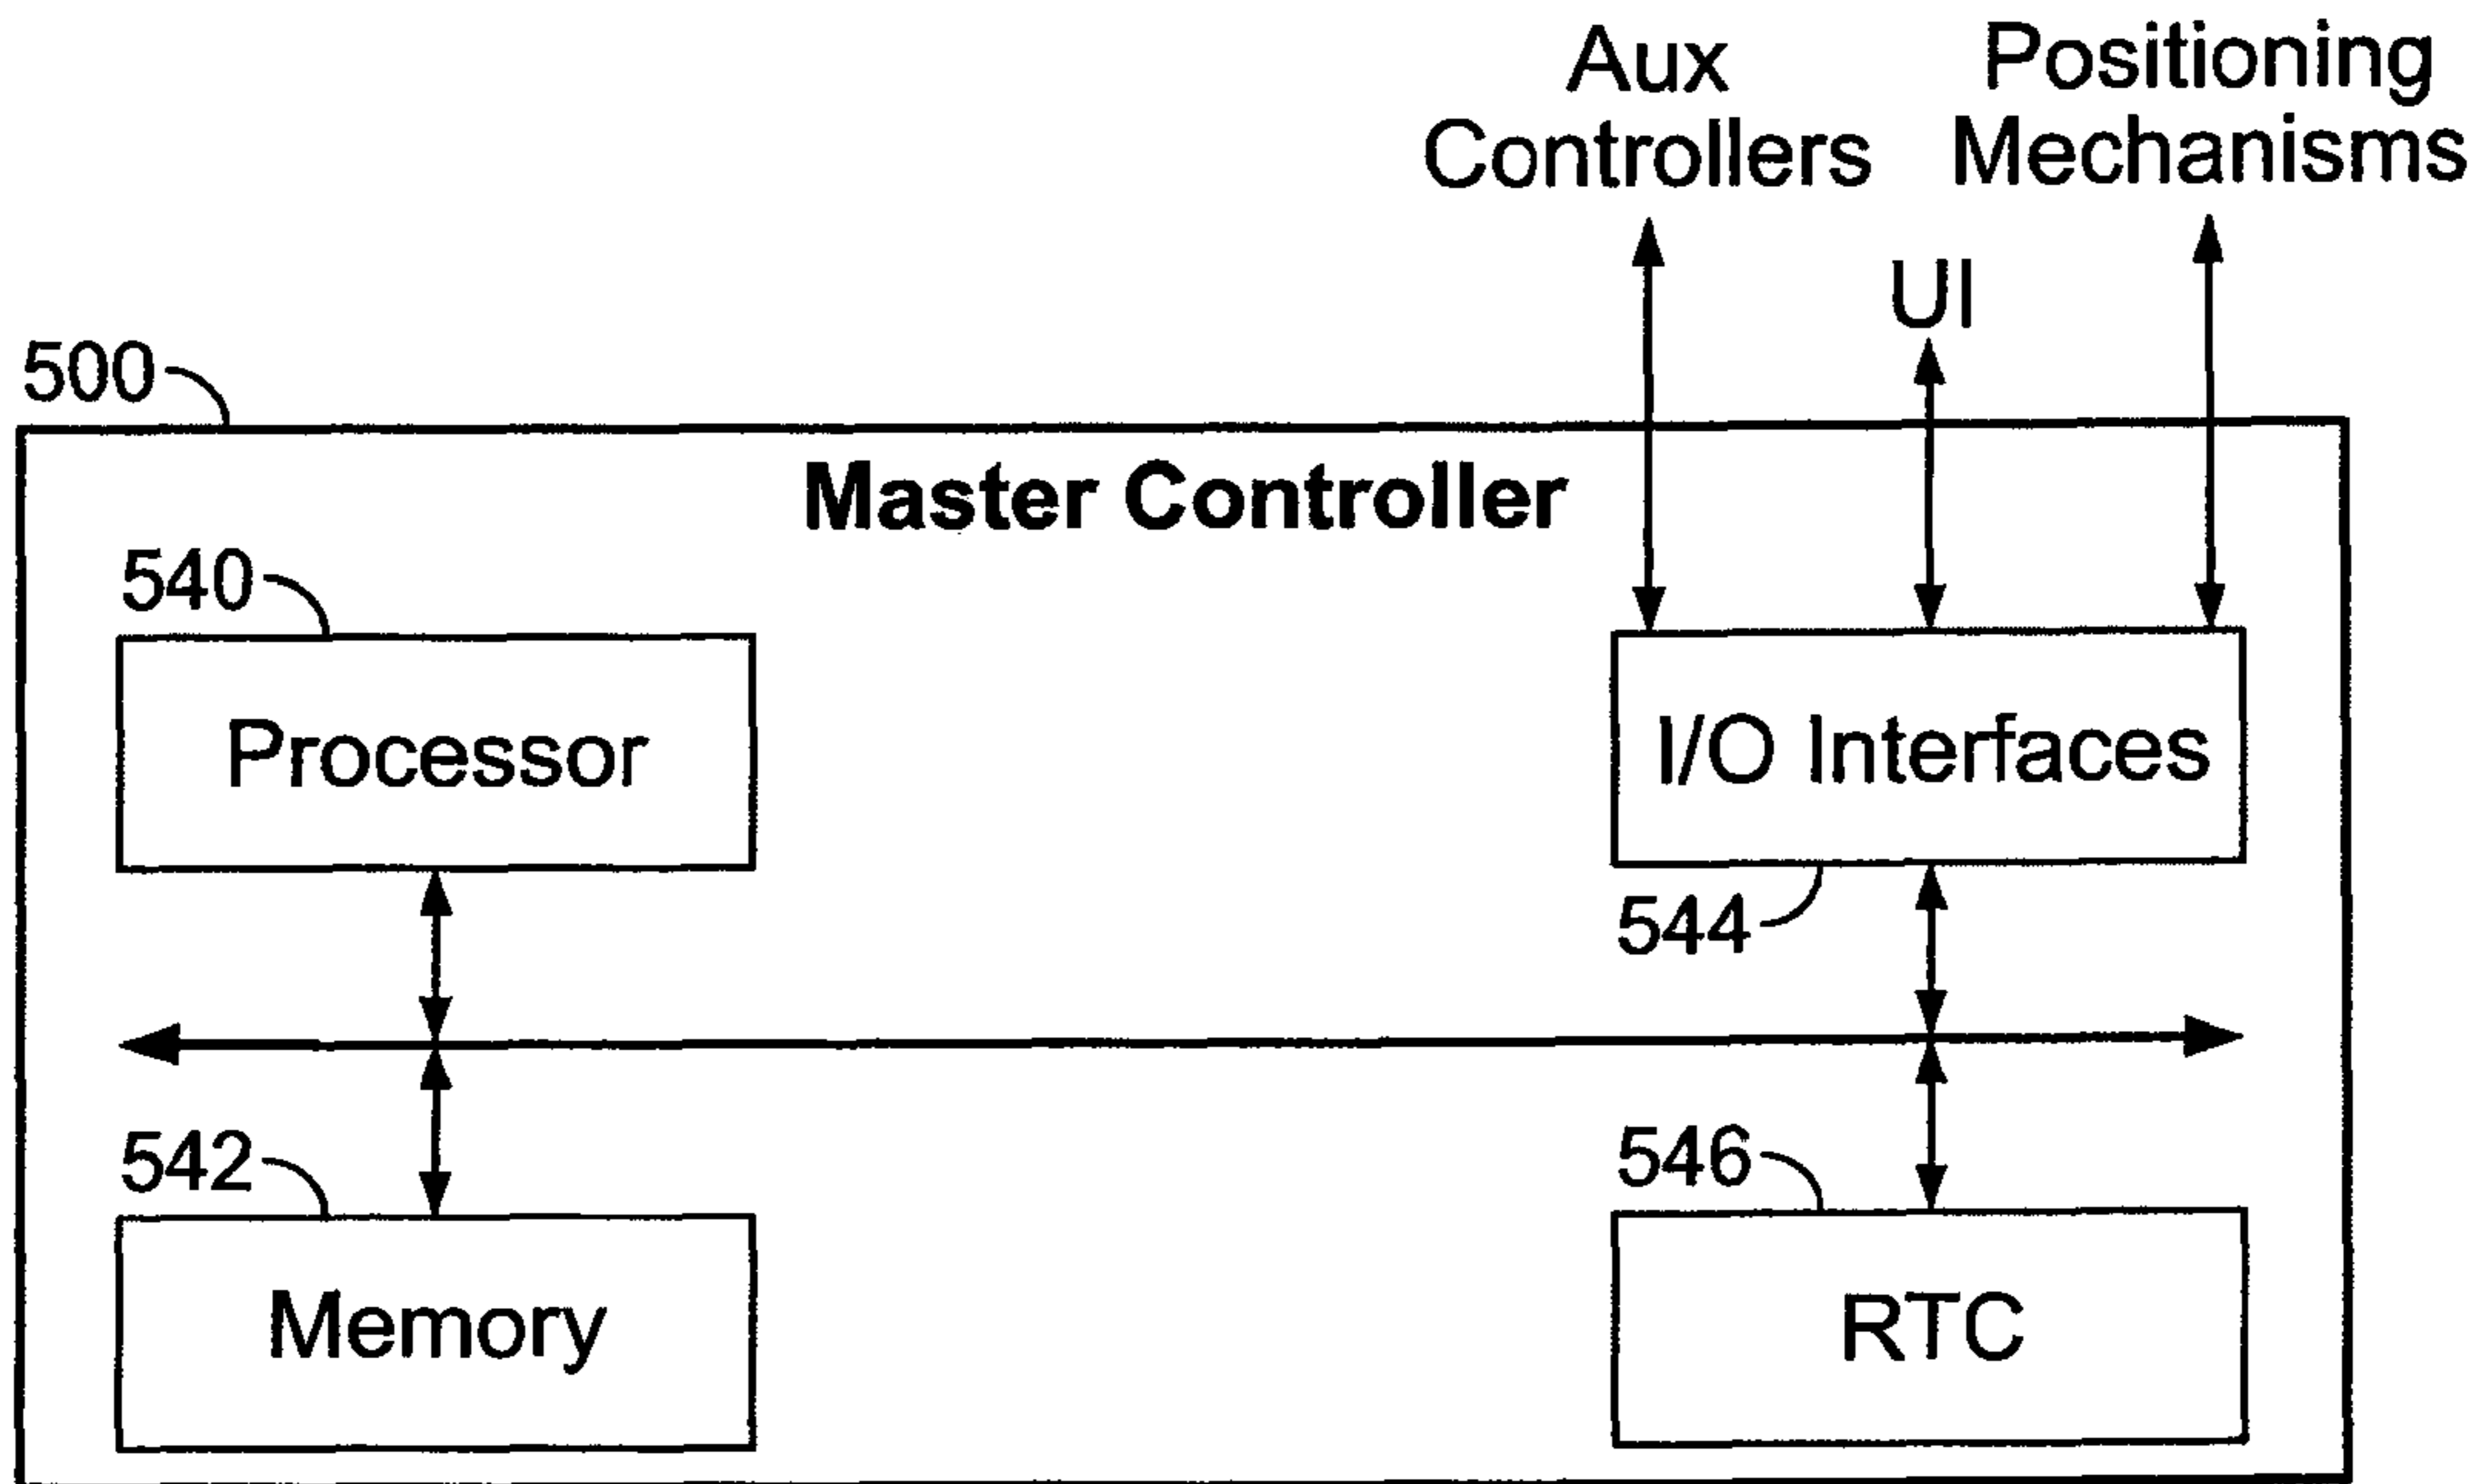 Aux
Controllers
Positioning
Mechanisms
UI
500
Master Controller
540
Processor
I/O Interfaces
544
542
Memory
546
RTC